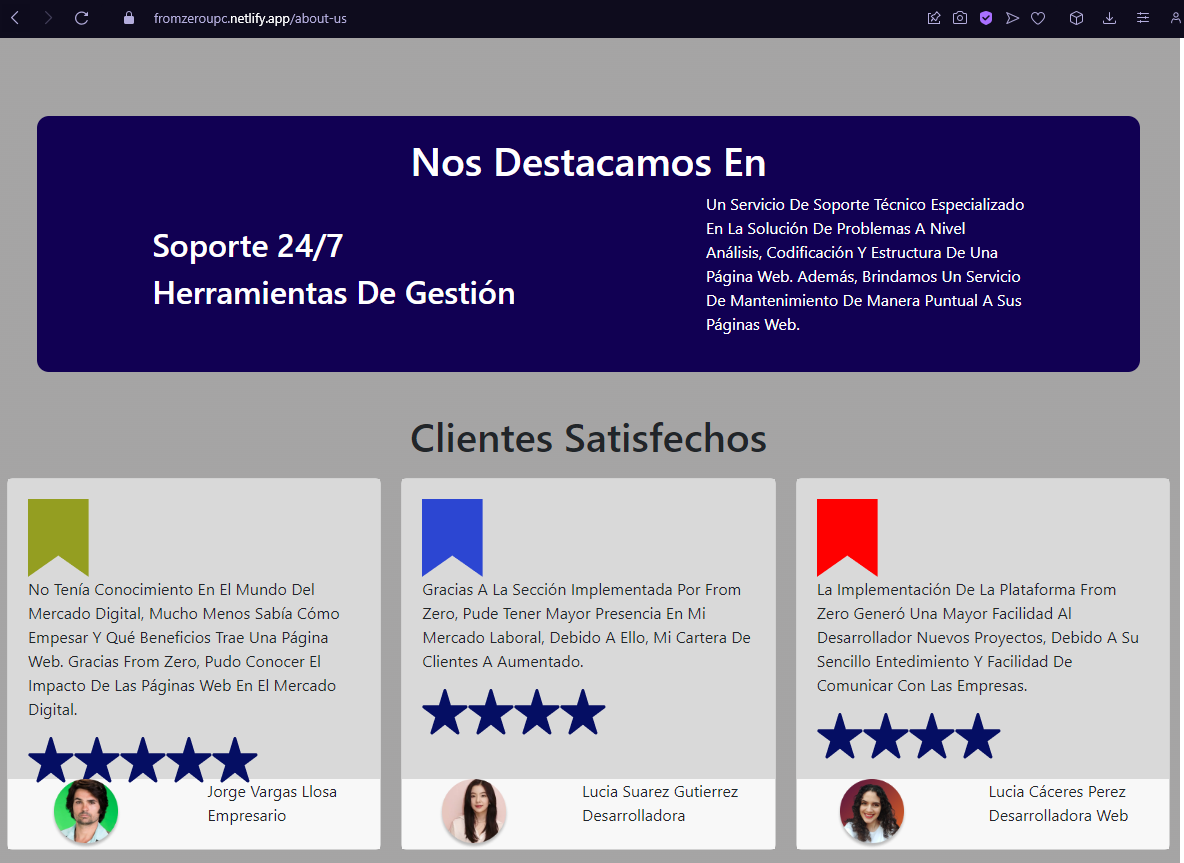 fromzeroupc.netlify.app/about-us
Nos Destacamos En
Soporte 24/7
Herramientas De Gestión
Un Servicio De Soporte Técnico Especializado
En La Solución De Problemas A Nivel
Análisis, Codificación Y Estructura De Una
Página Web. Además, Brindamos Un Servicio
De Mantenimiento De Manera Puntual A Sus
Páginas Web.
Clientes Satisfechos
No Tenía Conocimiento En El Mundo Del
Mercado Digital, Mucho Menos Sabía Cómo
Empesar Y Qué Beneficios Trae Una Página
Web. Gracias From Zero, Pudo Conocer El
Impacto De Las Páginas Web En El Mercado
Digital.
Jorge Vargas Llosa
Empresario
Gracias A La Sección Implementada Por From
Zero, Pude Tener Mayor Presencia En Mi
Mercado Laboral, Debido A Ello, Mi Cartera De
Clientes A Aumentado.
Lucia Suarez Gutierrez
Desarrolladora
La Implementación De La Plataforma From
Zero Generó Una Mayor Facilidad Al
Desarrollador Nuevos Proyectos, Debido A Su
Sencillo Entedimiento Y Facilidad De
Comunicar Con Las Empresas.
Lucia Cáceres Perez
Desarrolladora Web